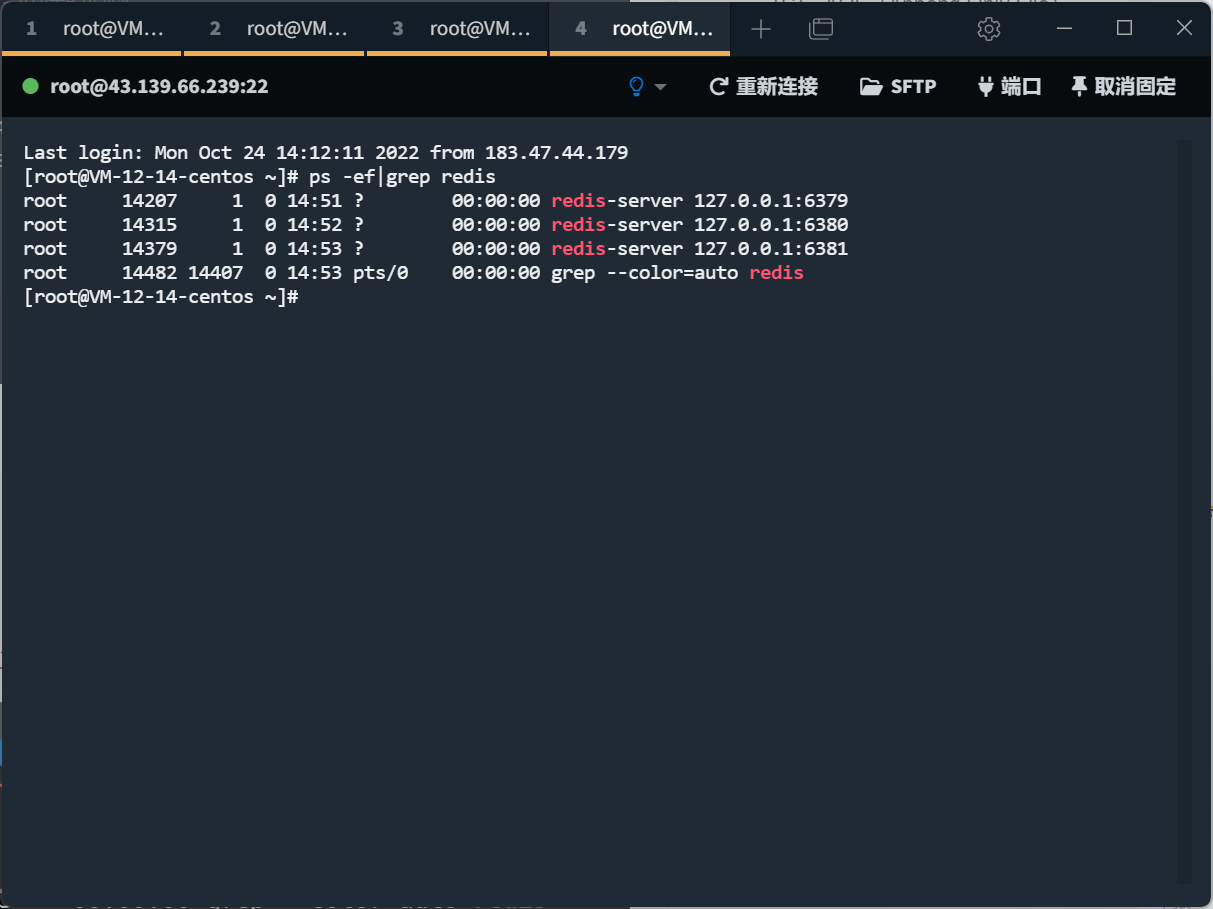 1 root@VM... 2 root@VM... 3 root@VM... 4 root@VM...
root@43.139.66.239:22 重新连接 SFTP 端口 取消固定
Last login: Mon Oct 24 14:12:11 2022 from 183.47.44.179
[root@VM-12-14-centos ~]# ps -ef|grep redis
root     14207     1  0 14:51 ?        00:00:00 redis-server 127.0.0.1:6379
root     14315     1  0 14:52 ?        00:00:00 redis-server 127.0.0.1:6380
root     14379     1  0 14:53 ?        00:00:00 redis-server 127.0.0.1:6381
root     14482 14407  0 14:53 pts/0    00:00:00 grep --color=auto redis
[root@VM-12-14-centos ~]#